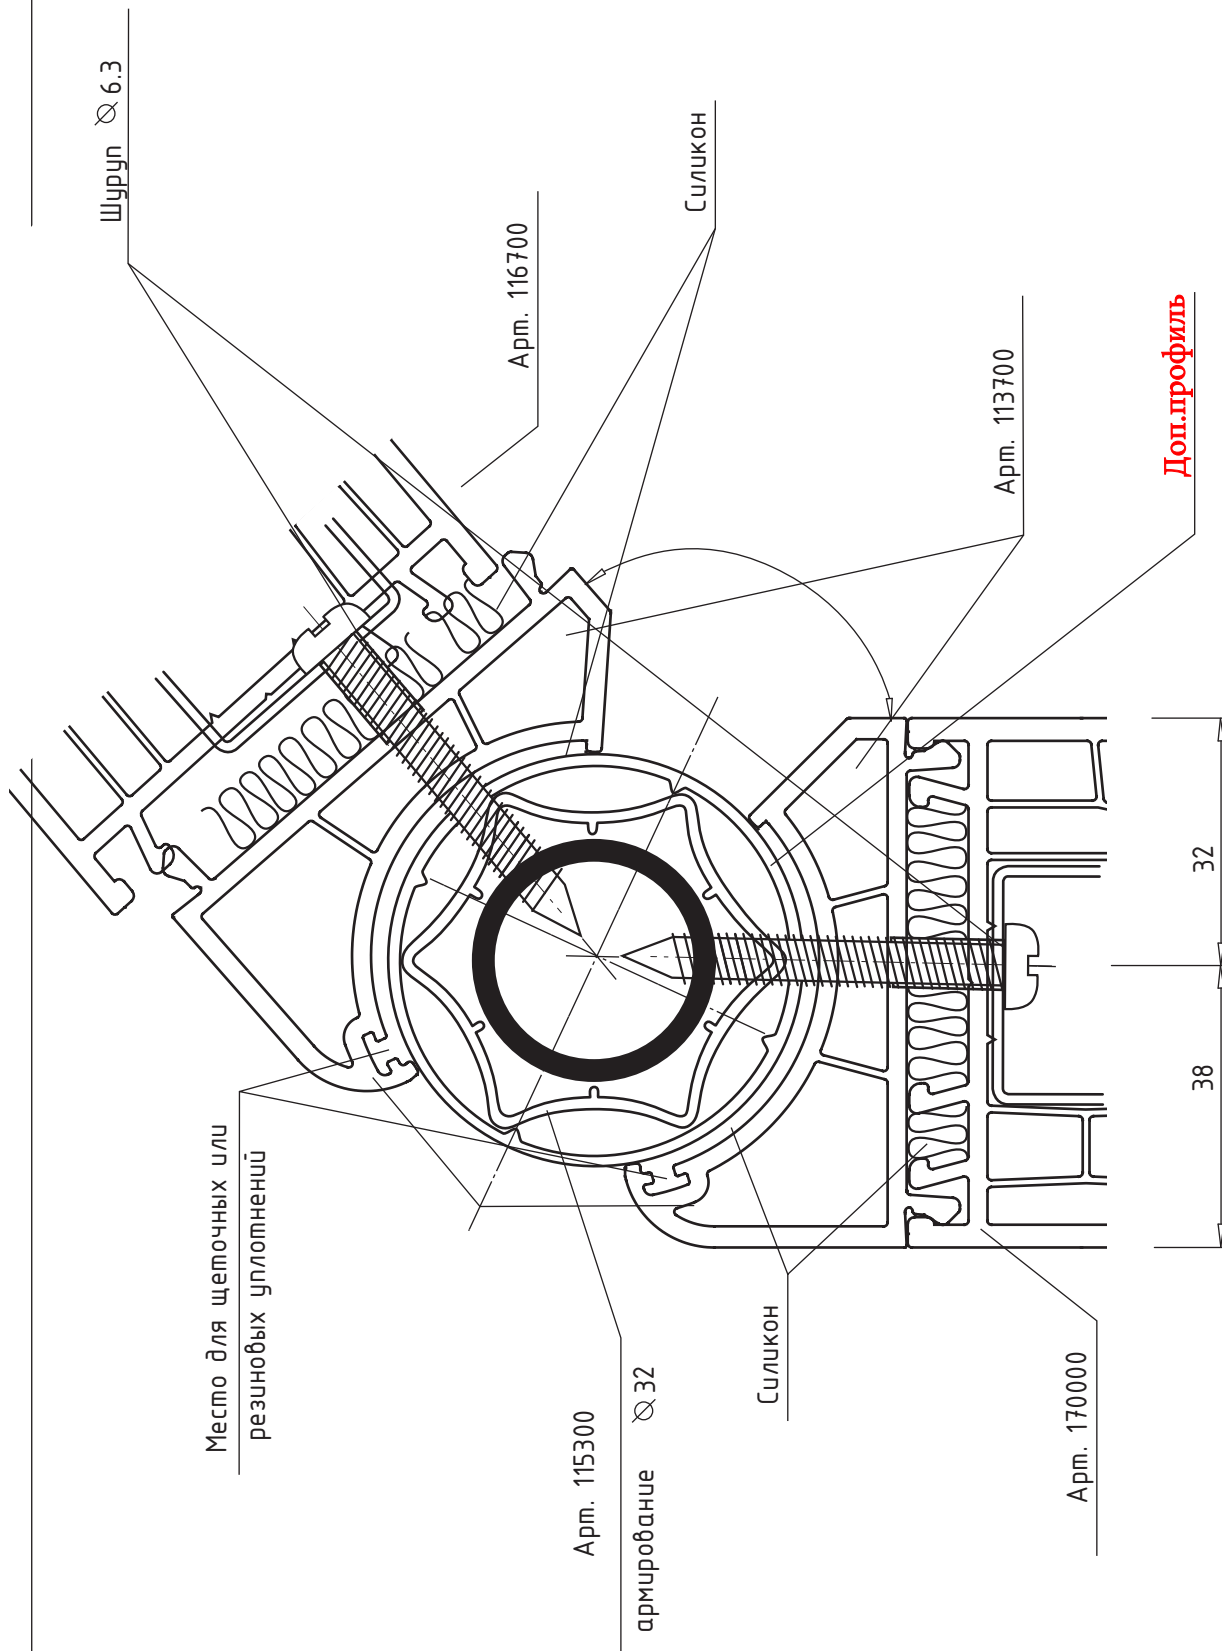 Шуруп ∅ 6.3
Арт. 116700
Силикон
Арт. 113700
Доп.профиль
Место для щеточных или
резиновых уплотнений
Арт. 115300
армирование ∅ 32
Силикон
Арт. 170000
38
32